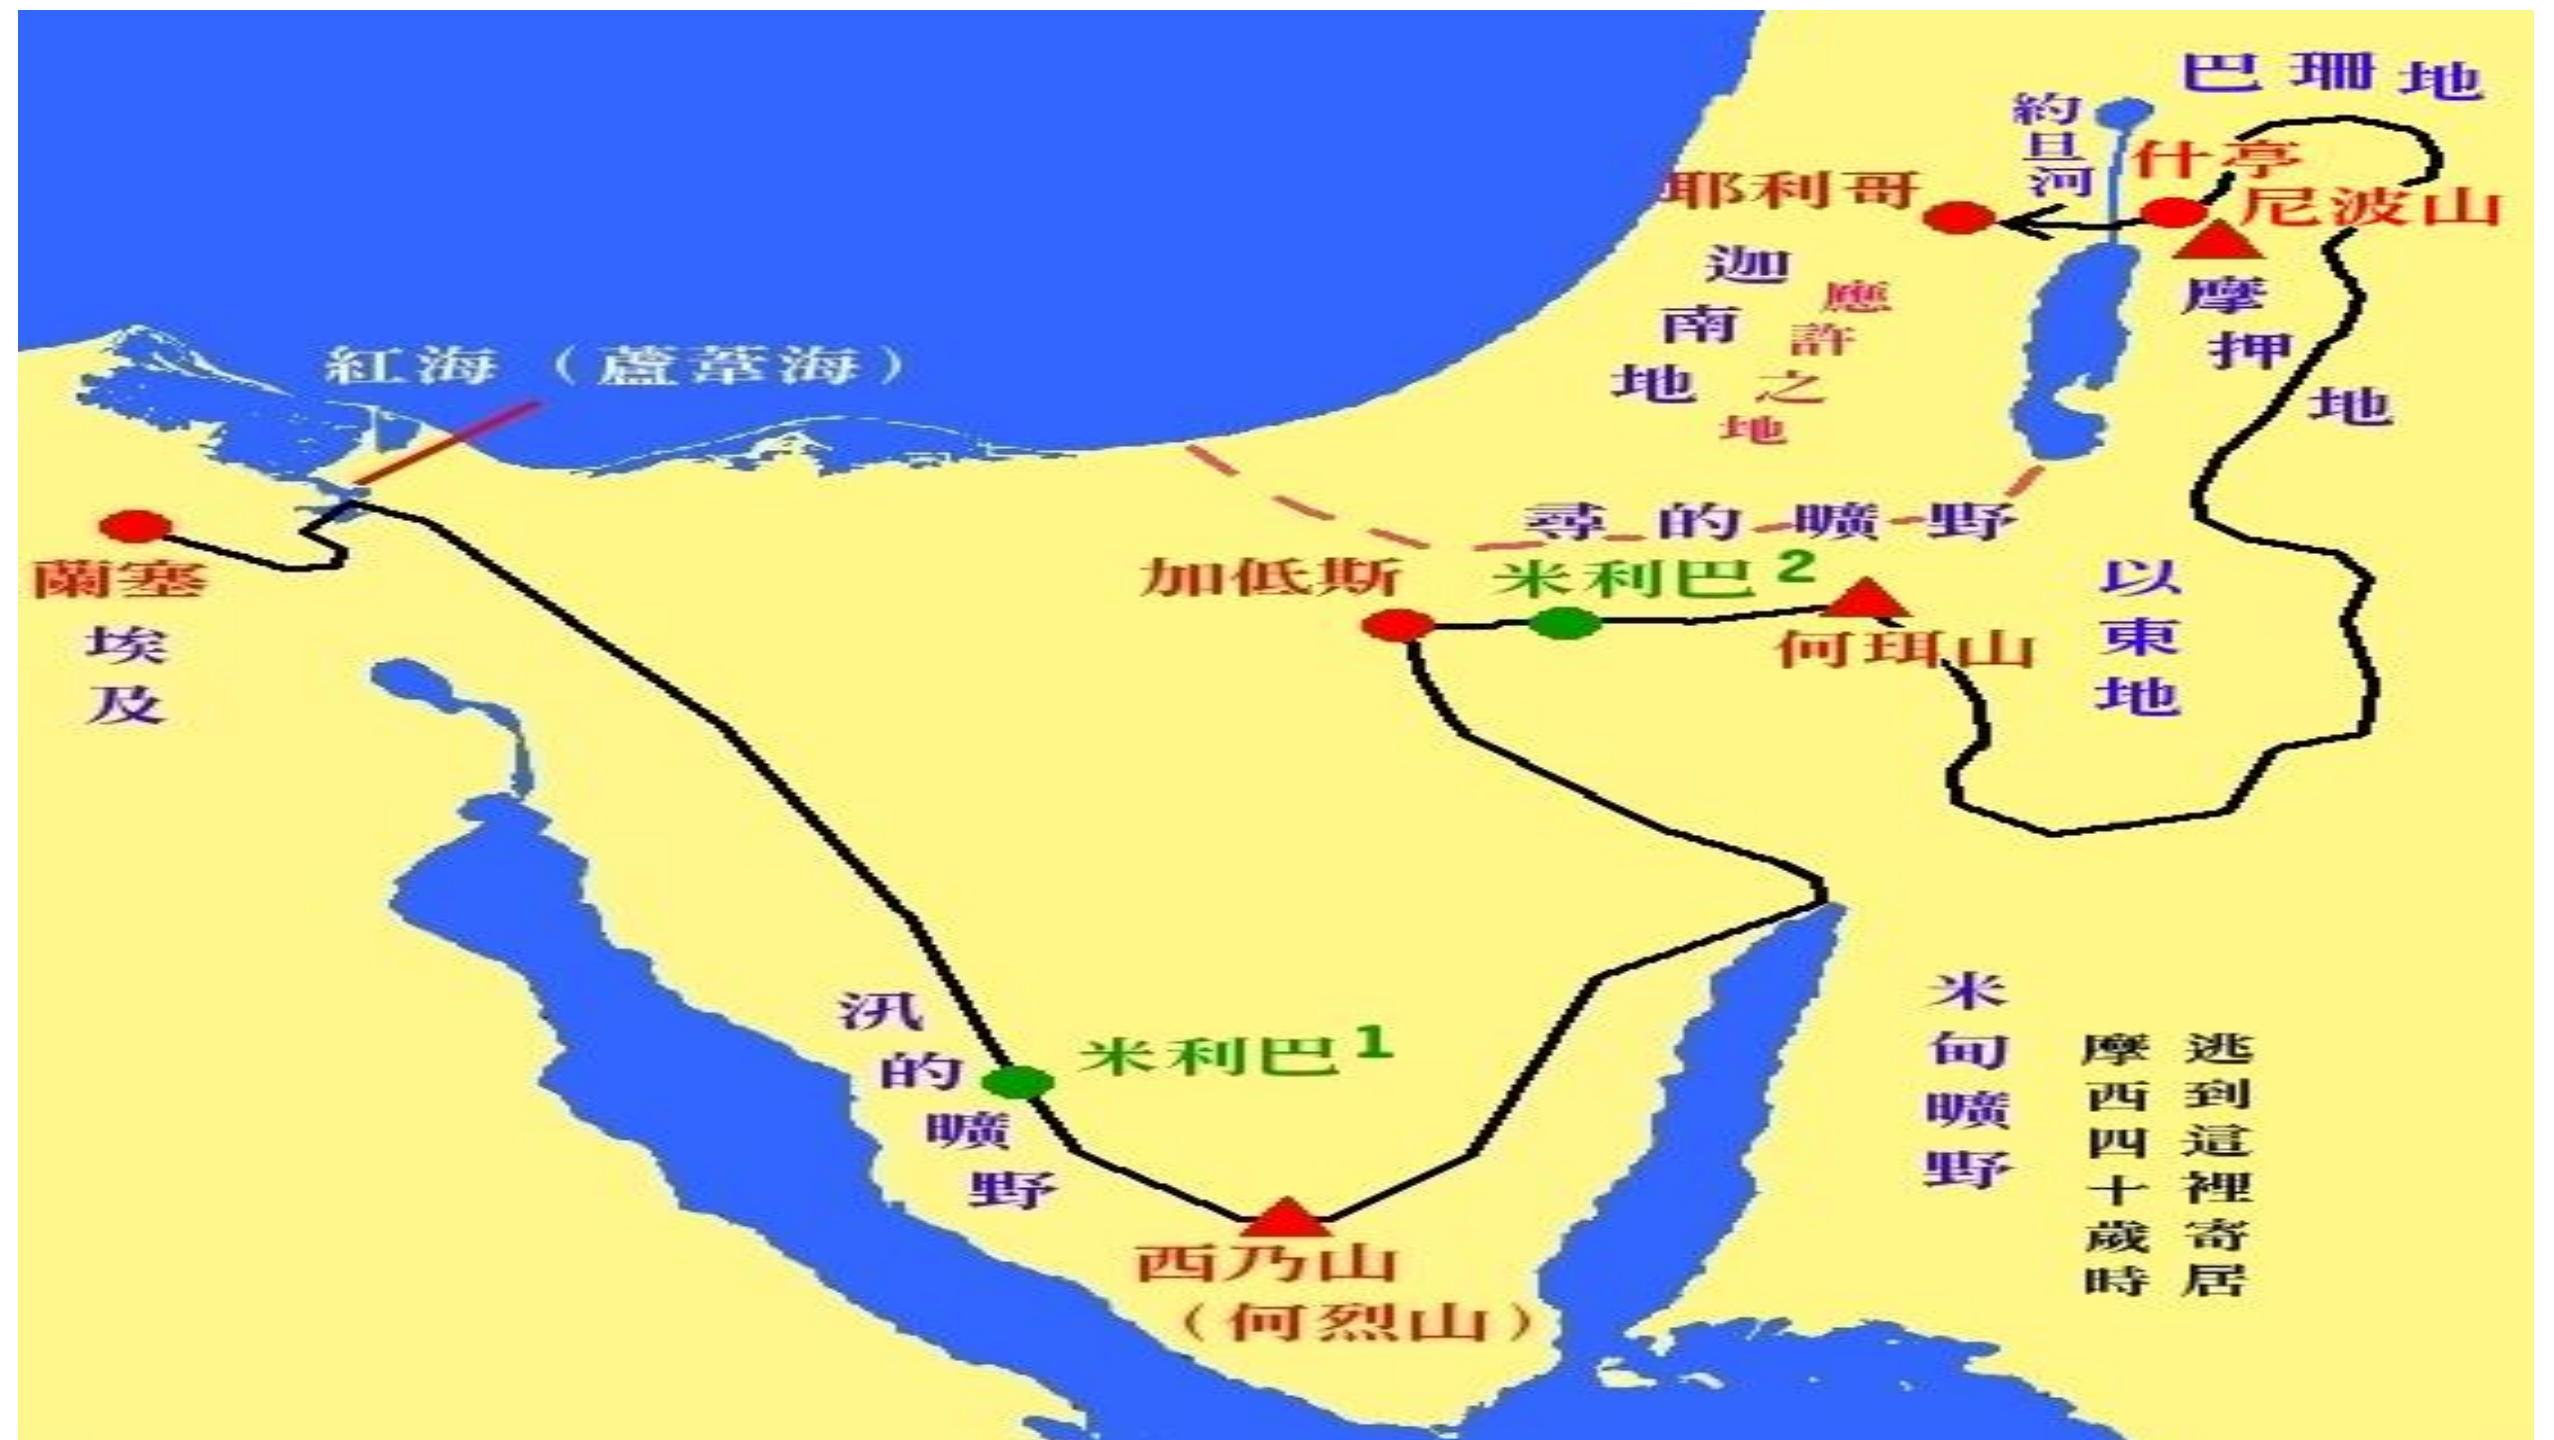 巴珊地
約旦河
什亭
耶利哥
尼波山
迦南地
應許之地
摩押地
紅海（蘆葦海）
尋的曠野
蘭塞
埃及
加低斯
米利巴2
何珥山
以東地
汛的曠野
米利巴1
西乃山
（何烈山）
米甸曠野
摩西四十歲時
逃到這裡寄居